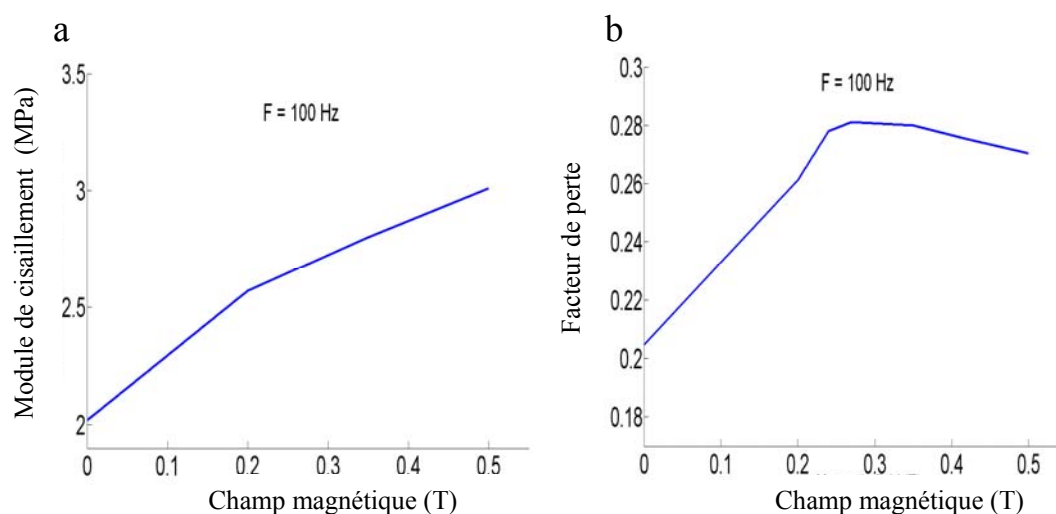 a
3.5
F = 100 Hz
3
2.5
2
0 0.1 0.2 0.3 0.4 0.5
Module de cisaillement (MPa)
Champ magnétique (T)
b
0.3
F = 100 Hz
0.28
0.26
0.24
0.22
0.2
0.18
0 0.1 0.2 0.3 0.4 0.5
Facteur de perte
Champ magnétique (T)